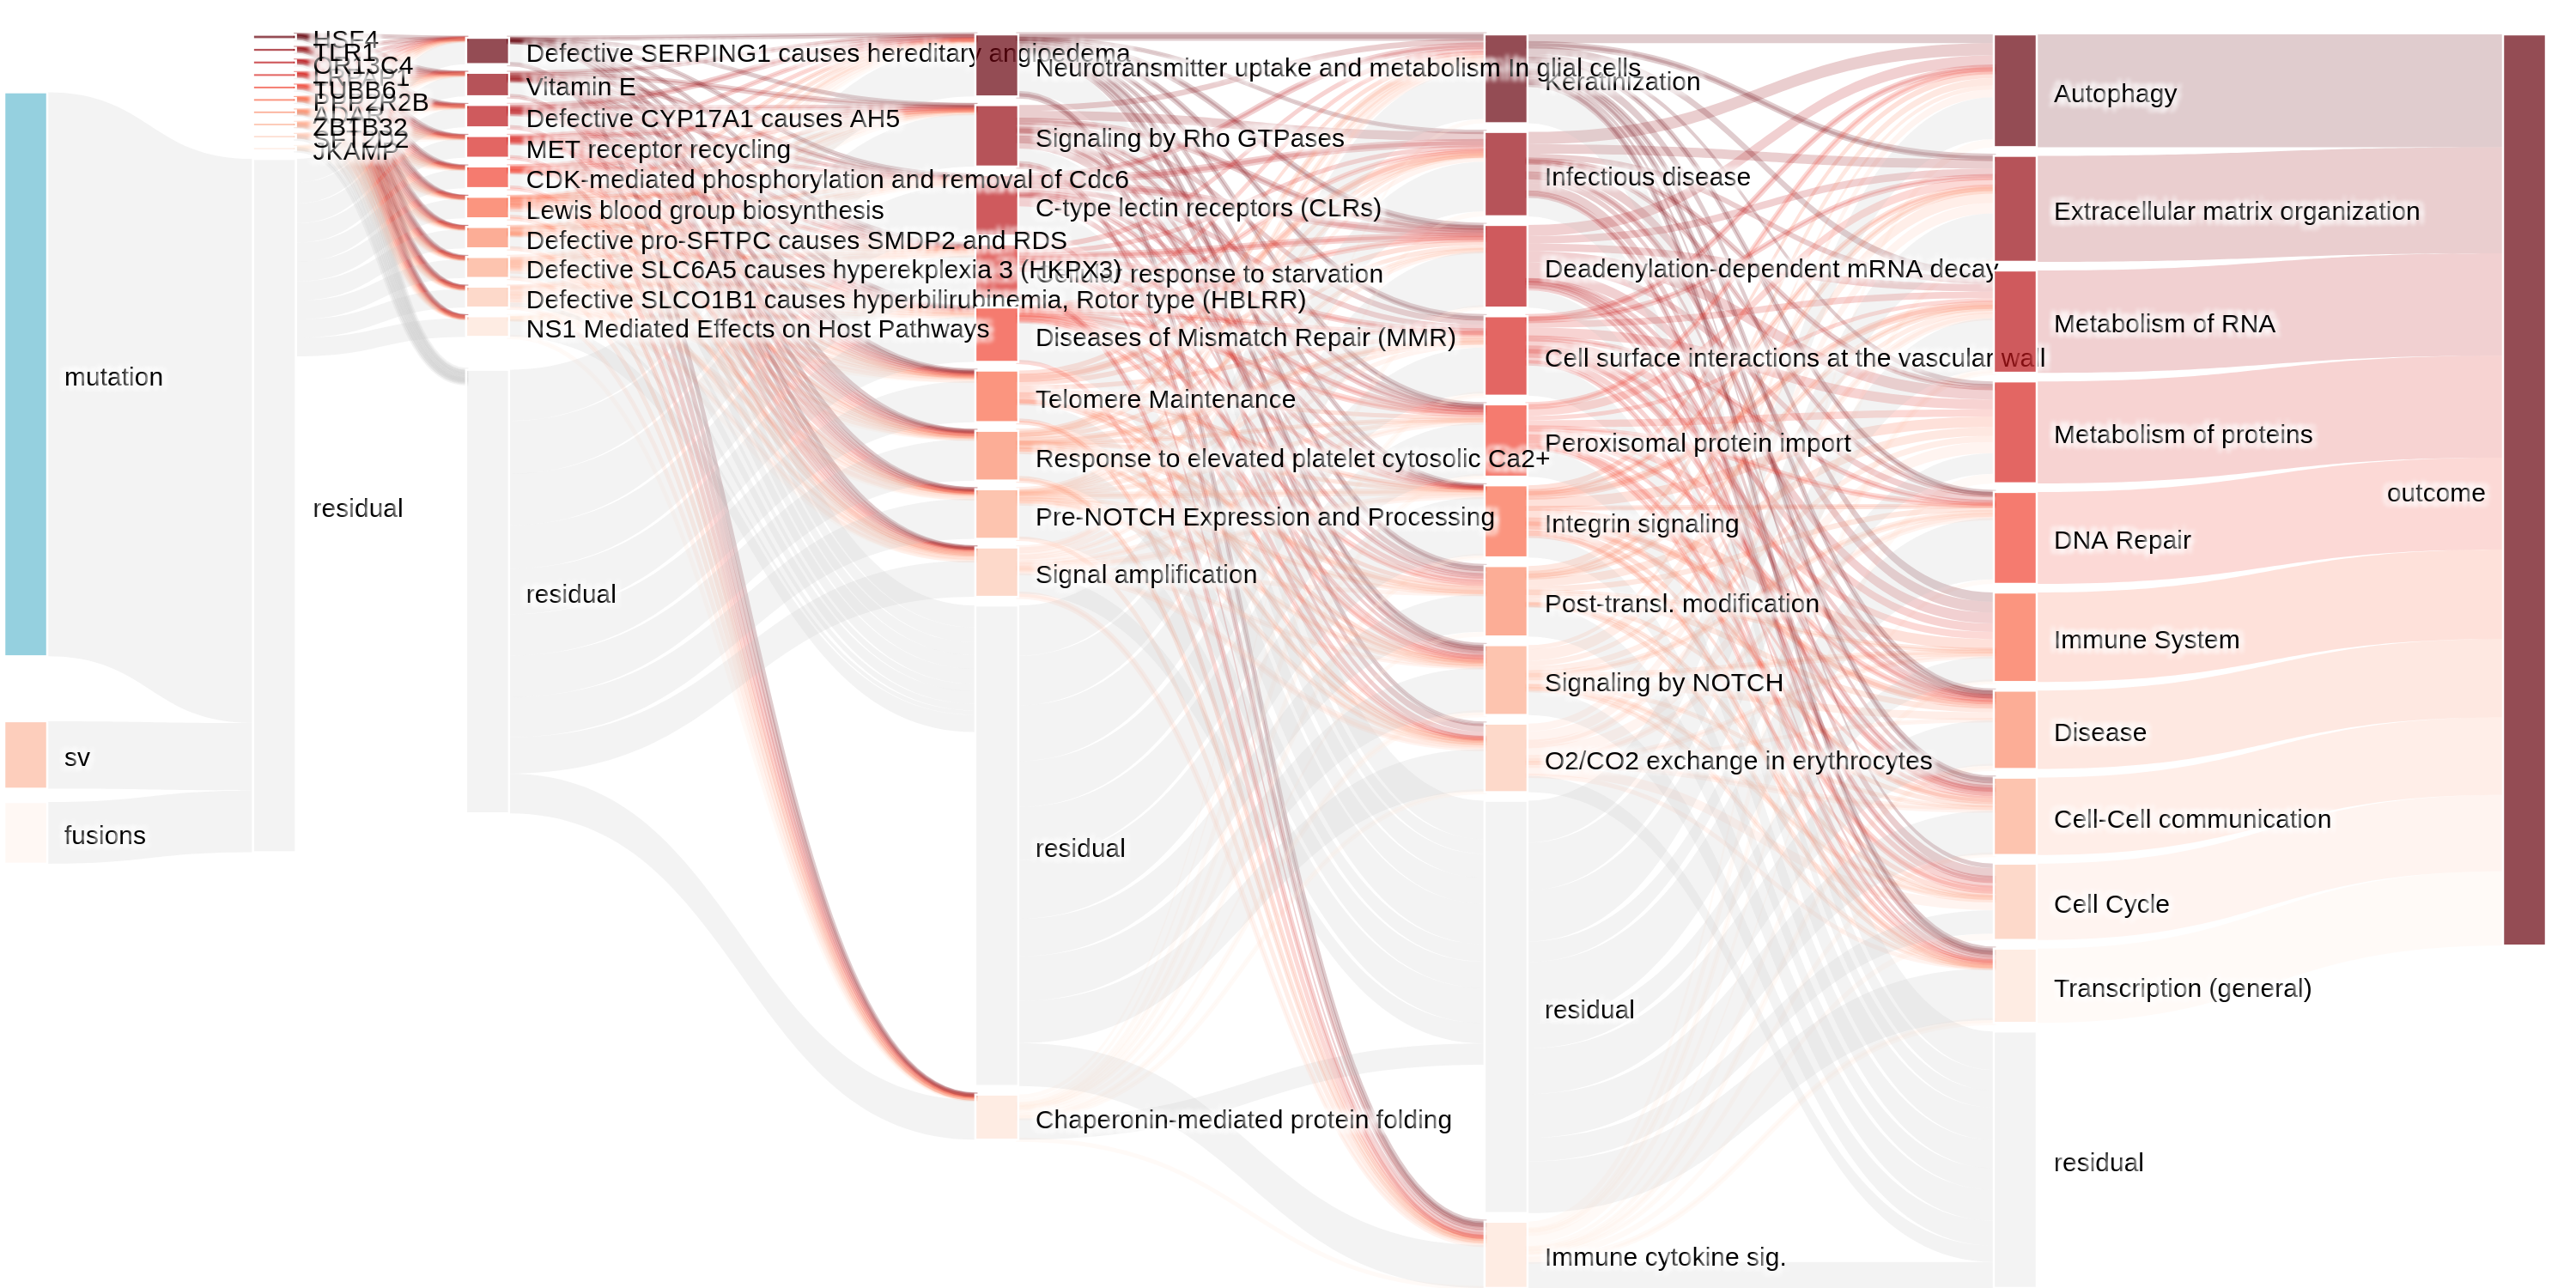 mutation
sv
fusions
HSF4
TLR1
OR13C4
TUBB6
PPP2R2B
ADAR
ZBTB32
SFT2D2
JKAMP
residual
Defective SERPING1 causes hereditary angioedema
Vitamin E
Defective CYP17A1 causes AH5
MET receptor recycling
CDK-mediated phosphorylation and removal of Cdc6
Lewis blood group biosynthesis
Defective pro-SFTPC causes SMDP2 and RDS
Defective SLC6A5 causes hyperekplexia 3 (HKPX3)
Defective SLCO1B1 causes hyperbilirubinemia, Rotor type (HBLRR)
NS1 Mediated Effects on Host Pathways
residual
Neurotransmitter uptake and metabolism In glial cells
Signaling by Rho GTPases
C-type lectin receptors (CLRs)
Cellular response to starvation
Diseases of Mismatch Repair (MMR)
Telomere Maintenance
Response to elevated platelet cytosolic Ca2+
Pre-NOTCH Expression and Processing
Signal amplification
residual
Chaperonin-mediated protein folding
Keratinization
Infectious disease
Deadenylation-dependent mRNA decay
Cell surface interactions at the vascular wall
Peroxisomal protein import
Integrin signaling
Post-transl. modification
Signaling by NOTCH
O2/CO2 exchange in erythrocytes
residual
Immune cytokine sig.
Autophagy
Extracellular matrix organization
Metabolism of RNA
Metabolism of proteins
DNA Repair
Immune System
Disease
Cell-Cell communication
Cell Cycle
Transcription (general)
residual
outcome